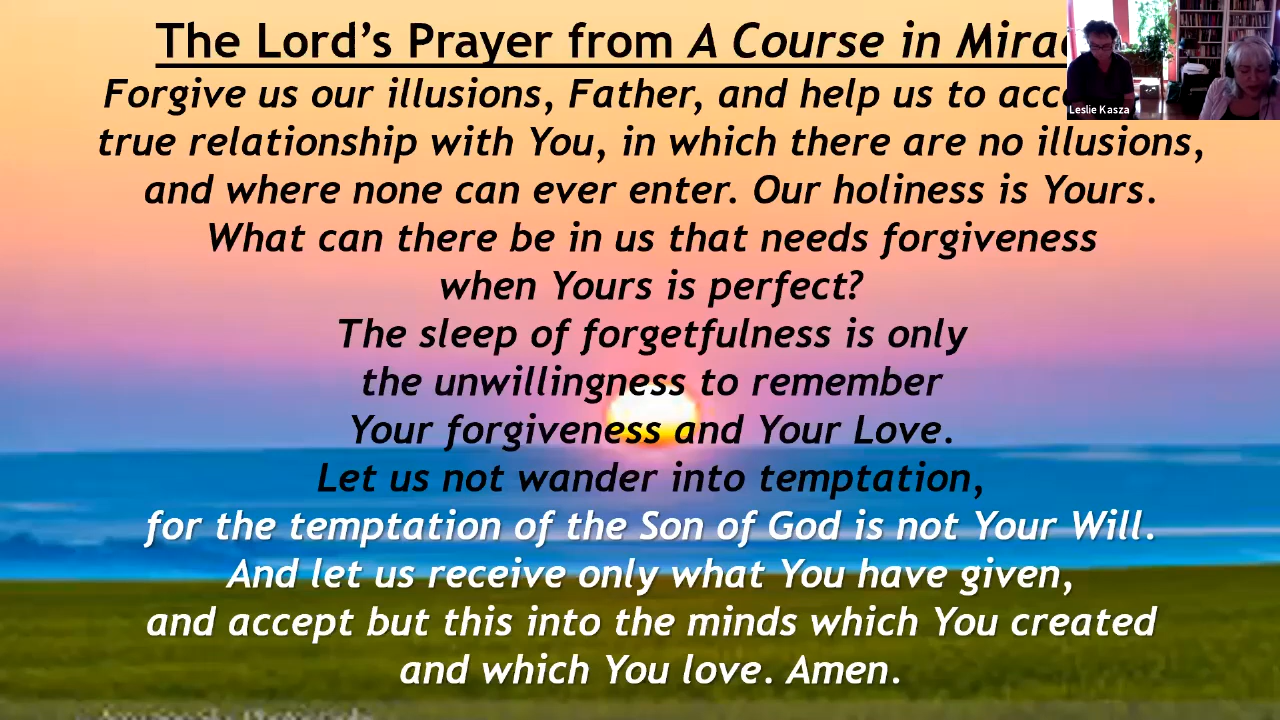 The Lord's Prayer from A Course in
Forgive us our illusions, Father, and help us to
true relationship with You, in which there are no illusions,
and where none can ever enter. Our holiness is Yours.
What can there be in us that needs forgiveness
when Yours is perfect?
The sleep of forgetfulness is only
the unwillingness to remember
Your forgiveness and Your Love.
Let us not wander into temptation,
for the temptation of the Son of God is not Your Will.
And let us receive only what You have given,
and accept but this into the minds which You created
and which You love. Amen.
Leslie Kasza